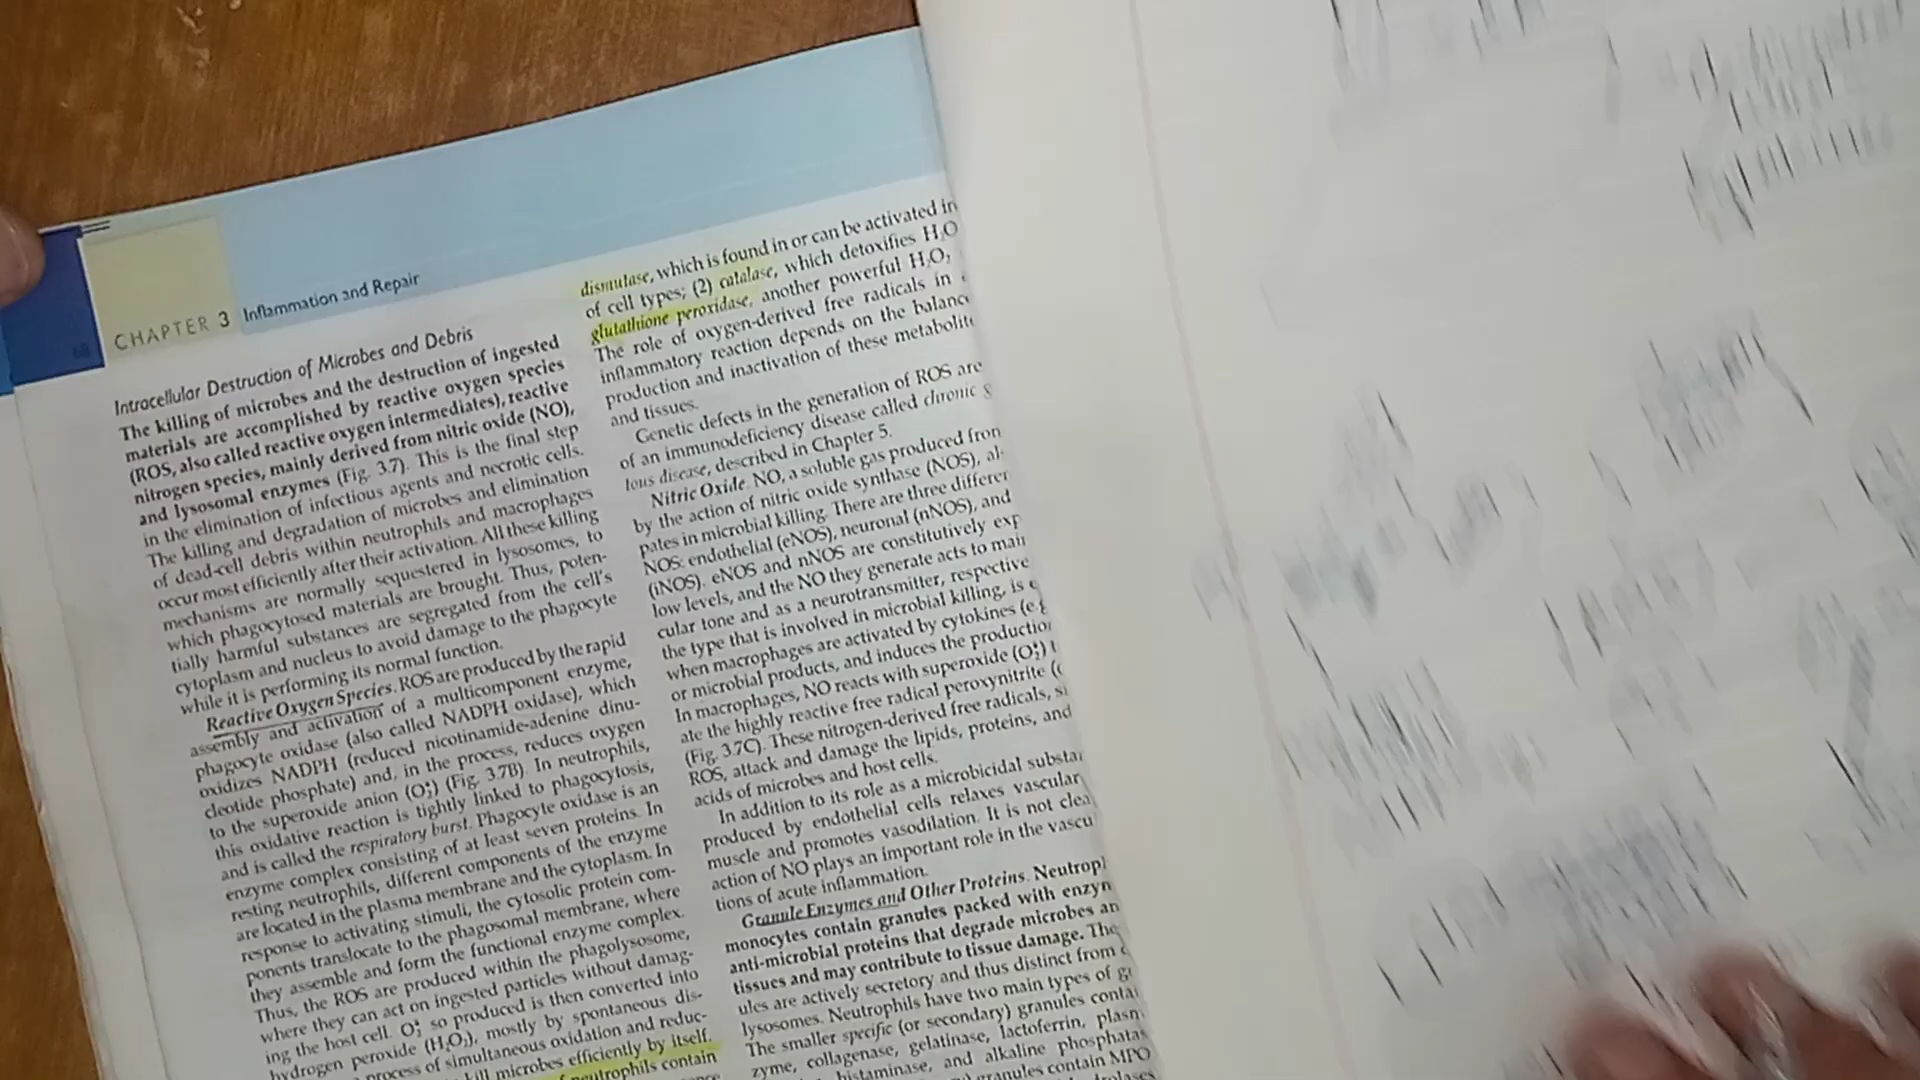 68
CHAPTER 3 Inflammation and Repair
Intracellular Destruction of Microbes and Debris
The killing of microbes and the destruction of ingested
materials are accomplished by reactive oxygen species
(ROS, also called reactive oxygen intermediates), reactive
nitrogen species, mainly derived from nitric oxide (NO),
and lysosomal enzymes (Fig. 3.7). This is the final step
in the elimination of infectious agents and necrotic cells.
The killing and degradation of microbes and elimination
of dead-cell debris within neutrophils and macrophages
occur most efficiently after their activation. All these killing
mechanisms are normally sequestered in lysosomes, to
which phagocytosed materials are brought. Thus, poten-
tially harmful substances are segregated from the cell's
cytoplasm and nucleus to avoid damage to the phagocyte
while it is performing its normal function.
Reactive Oxygen Species. ROS are produced by the rapid
assembly and activation of a multicomponent enzyme,
phagocyte oxidase (also called NADPH oxidase), which
oxidizes NADPH (reduced nicotinamide-adenine dinu-
cleotide phosphate) and, in the process, reduces oxygen
to the superoxide anion (O₂•) (Fig. 3.7B). In neutrophils,
this oxidative reaction is tightly linked to phagocytosis,
and is called the respiratory burst. Phagocyte oxidase is an
enzyme complex consisting of at least seven proteins. In
resting neutrophils, different components of the enzyme
are located in the plasma membrane and the cytoplasm. In
response to activating stimuli, the cytosolic protein com-
ponents translocate to the phagosomal membrane, where
they assemble and form the functional enzyme complex.
Thus, the ROS are produced within the phagolysosome,
where they can act on ingested particles without damag-
ing the host cell. O₂• so produced is then converted into
hydrogen peroxide (H₂O₂), mostly by spontaneous dis-
process of simultaneous oxidation and reduc-
kill microbes efficiently by itself.
neutrophils contain
dismutase, which is found in or can be activated in
of cell types; (2) catalase, which detoxifies H₂O
glutathione peroxidase, another powerful H₂O₂
The role of oxygen-derived free radicals in
inflammatory reaction depends on the balance
production and inactivation of these metabolite
and tissues.
Genetic defects in the generation of ROS are
of an immunodeficiency disease called chronic g
tous disease, described in Chapter 5.
Nitric Oxide. NO, a soluble gas produced from
by the action of nitric oxide synthase (NOS), al-
pates in microbial killing. There are three differen
NOS: endothelial (eNOS), neuronal (nNOS), and
(iNOS). eNOS and nNOS are constitutively exp
low levels, and the NO they generate acts to main
cular tone and as a neurotransmitter, respective
the type that is involved in microbial killing, is
when macrophages are activated by cytokines (e.g
or microbial products, and induces the productio
In macrophages, NO reacts with superoxide (O₂•) t
ate the highly reactive free radical peroxynitrite (
(Fig. 3.7C). These nitrogen-derived free radicals, si
ROS, attack and damage the lipids, proteins, and
acids of microbes and host cells.
In addition to its role as a microbicidal substa
produced by endothelial cells relaxes vascular
muscle and promotes vasodilation. It is not clea
action of NO plays an important role in the vascu
tions of acute inflammation.
Granule Enzymes and Other Proteins. Neutroph
monocytes contain granules packed with enzym
anti-microbial proteins that degrade microbes an
tissues and may contribute to tissue damage. The
ules are actively secretory and thus distinct from
lysosomes. Neutrophils have two main types of gr
The smaller specific (or secondary) granules contai
zyme, collagenase, gelatinase, lactoferrin, plasm
histaminase, and alkaline phosphatas
granules contain MPO